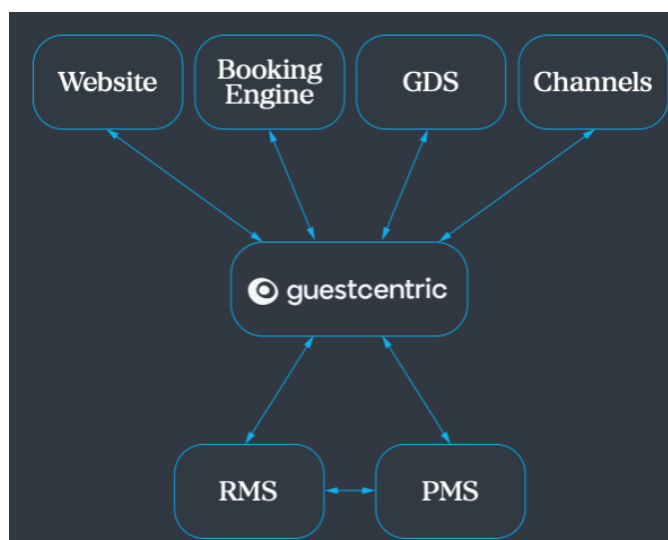 Website
Booking
Engine
GDS
Channels
guestcentric
RMS
PMS